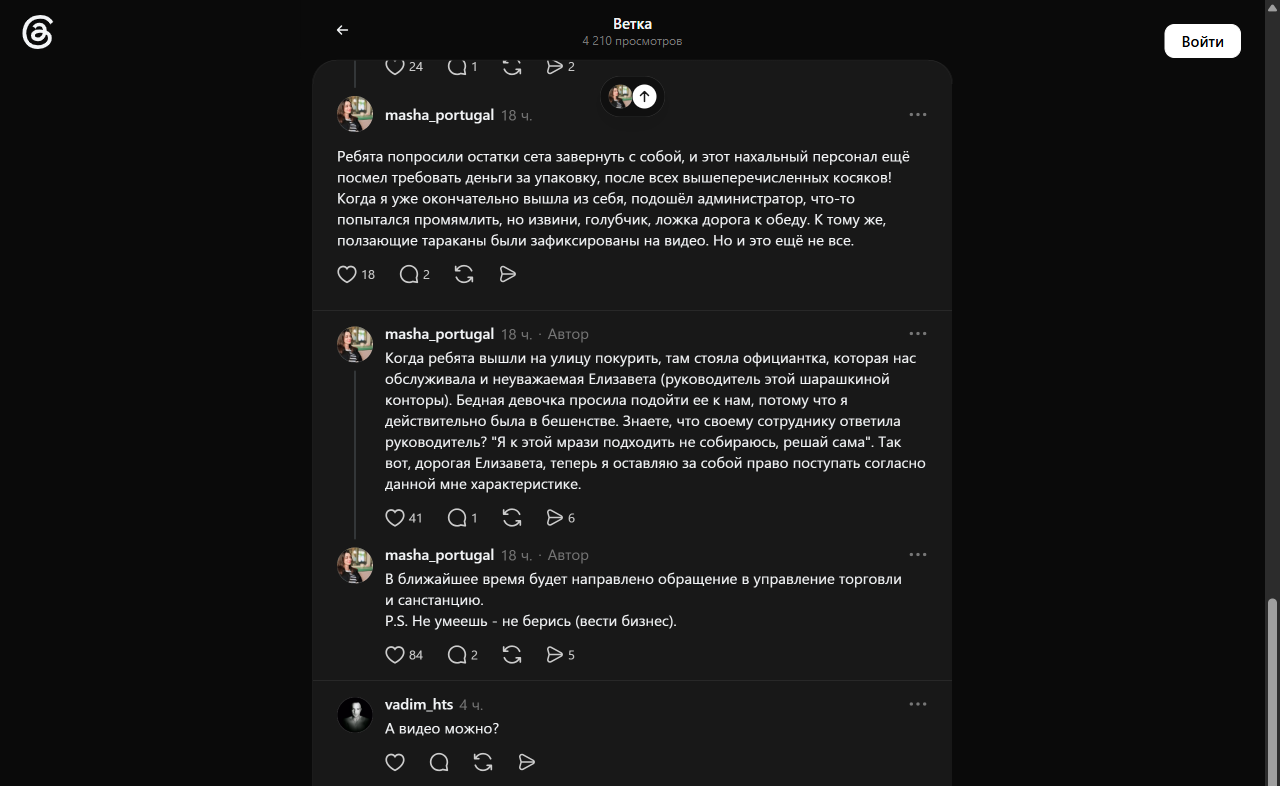 Ветка
4 210 просмотров
Войти
24 1 2
masha_portugal 18 ч.
Ребята попросили остатки сета завернуть с собой, и этот нахальный персонал ещё
посмел требовать деньги за упаковку, после всех вышеперечисленных косяков!
Когда я уже окончательно вышла из себя, подошёл администратор, что-то
попытался промямлить, но извини, голубчик, ложка дорога к обеду. К тому же,
ползающие тараканы были зафиксированы на видео. Но и это ещё не все.
18 2
masha_portugal 18 ч. · Автор
Когда ребята вышли на улицу покурить, там стояла официантка, которая нас
обслуживала и неуважаемая Елизавета (руководитель этой шарашкиной
конторы). Бедная девочка просила подойти ее к нам, потому что я
действительно была в бешенстве. Знаете, что своему сотруднику ответила
руководитель? "Я к этой мрази подходить не собираюсь, решай сама". Так
вот, дорогая Елизавета, теперь я оставляю за собой право поступать согласно
данной мне характеристике.
41 1 6
masha_portugal 18 ч. · Автор
В ближайшее время будет направлено обращение в управление торговли
и санстанцию.
P.S. Не умеешь - не берись (вести бизнес).
84 2 5
vadim_hts 4 ч.
А видео можно?